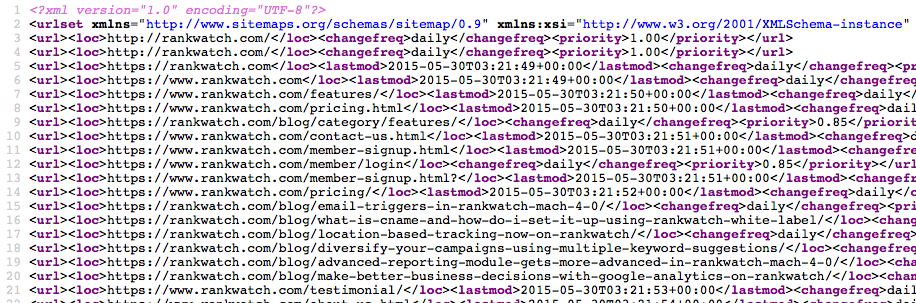 1 <?xml version="1.0" encoding="UTF-8"?>
2 <urlset xmlns="http://www.sitemaps.org/schemas/sitemap/0.9" xmlns:xsi="http://www.w3.org/2001/XMLSchema-instance"
3 <url><loc>http://rankwatch.com/</loc><changefreq>daily</changefreq><priority>1.00</priority></url>
4 <url><loc>http://rankwatch.com/</loc><changefreq>daily</changefreq><priority>1.00</priority></url>
5 <url><loc>https://rankwatch.com</loc><lastmod>2015-05-30T03:21:49+00:00</lastmod><changefreq>daily</changefreq><pr
6 <url><loc>https://www.rankwatch.com</loc><lastmod>2015-05-30T03:21:49+00:00</lastmod><changefreq>daily</changefreq
7 <url><loc>https://www.rankwatch.com/features/</loc><lastmod>2015-05-30T03:21:50+00:00</lastmod><changefreq>daily</
8 <url><loc>https://rankwatch.com/pricing.html</loc><lastmod>2015-05-30T03:21:50+00:00</lastmod><changefreq>daily</c
9 <url><loc>https://rankwatch.com/blog/category/features/</loc><changefreq>daily</changefreq><priority>0.85</priorit
10 <url><loc>https://rankwatch.com/contact-us.html</loc><lastmod>2015-05-30T03:21:51+00:00</lastmod><changefreq>d
11 <url><loc>https://rankwatch.com/member-signup.html</loc><lastmod>2015-05-30T03:21:51+00:00</lastmod><changefreq>da
12 <url><loc>https://rankwatch.com/member/login</loc><changefreq>daily</changefreq><priority>0.85</priority></url
13 <url><loc>https://rankwatch.com/member-signup.html?</loc><lastmod>2015-05-30T03:21:51+00:00</lastmod><changefreq>d
14 <url><loc>https://rankwatch.com/pricing/</loc><lastmod>2015-05-30T03:21:52+00:00</lastmod><changefreq>daily</c
15 <url><loc>https://rankwatch.com/blog/email-triggers-in-rankwatch-mach-4-0/</loc><changefreq>daily</changefreq><pri
16 <url><loc>https://rankwatch.com/blog/what-is-cname-and-how-do-i-set-it-up-using-rankwatch-white-label/</loc><chang
17 <url><loc>https://rankwatch.com/blog/location-based-tracking-now-on-rankwatch/</loc><changefreq>daily</changefreq>
18 <url><loc>https://rankwatch.com/blog/diversify-your-campaigns-using-multiple-keyword-suggestions/</loc><changefreq
19 <url><loc>https://rankwatch.com/blog/advanced-reporting-module-gets-more-advanced-in-rankwatch-mach-4-0/</loc><cha
20 <url><loc>https://rankwatch.com/blog/make-better-business-decisions-with-google-analytics-on-rankwatch/</loc><chan
21 <url><loc>https://rankwatch.com/testimonial/</loc><lastmod>2015-05-30T03:21:53+00:00</lastmod><changefreq>dail